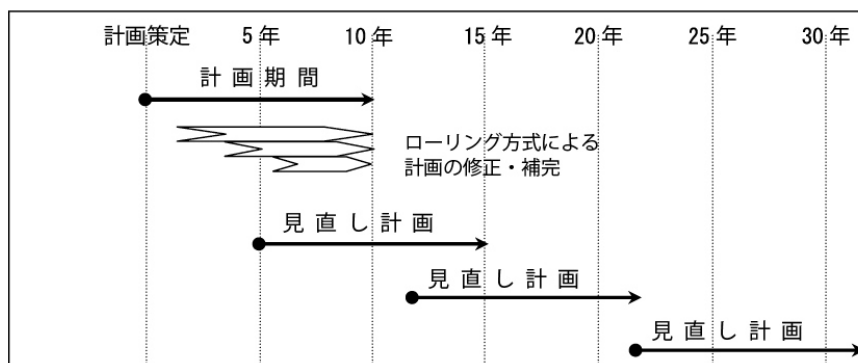 計画策定 5年 10年 15年 20年 25年 30年
計画期間
ローリング方式による
計画の修正・補完
見直し計画
見直し計画
見直し計画